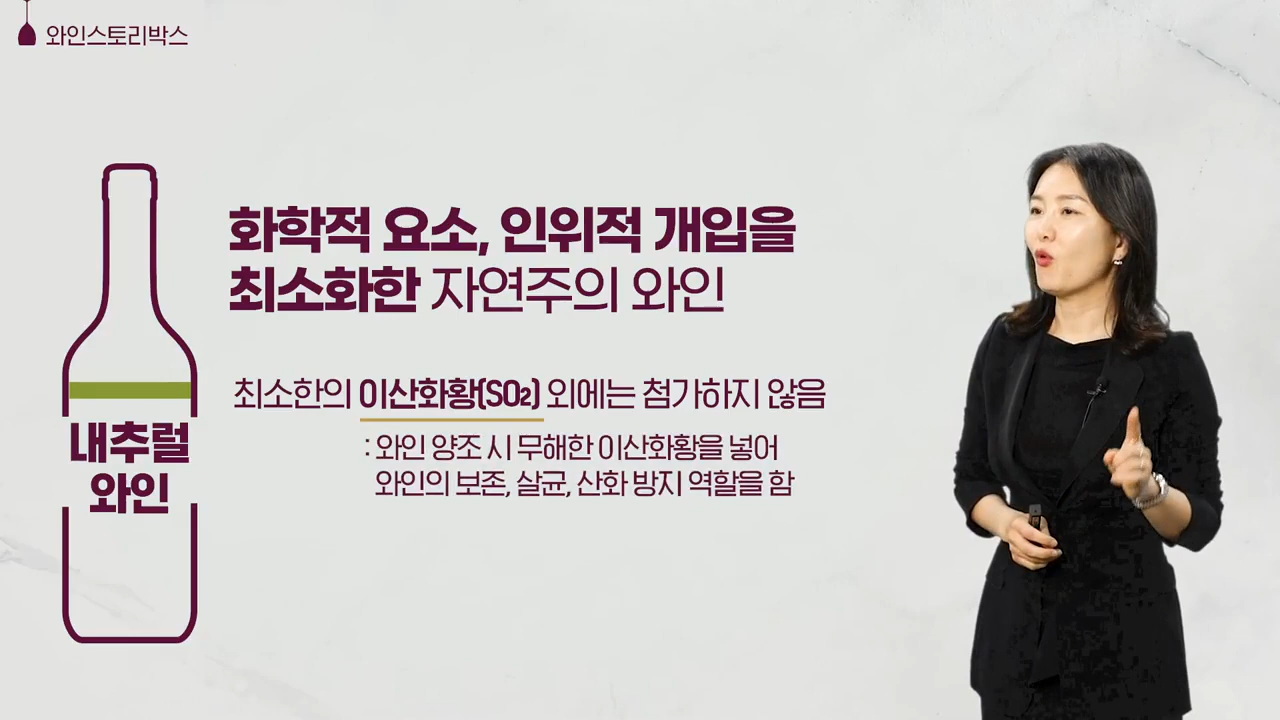 와인스토리박스
화학적 요소, 인위적 개입을
최소화한 자연주의 와인
최소한의 이산화황(SO₂) 외에는 첨가하지 않음
: 와인 양조 시 무해한 이산화황을 넣어
와인의 보존, 살균, 산화 방지 역할을 함
내추럴
와인